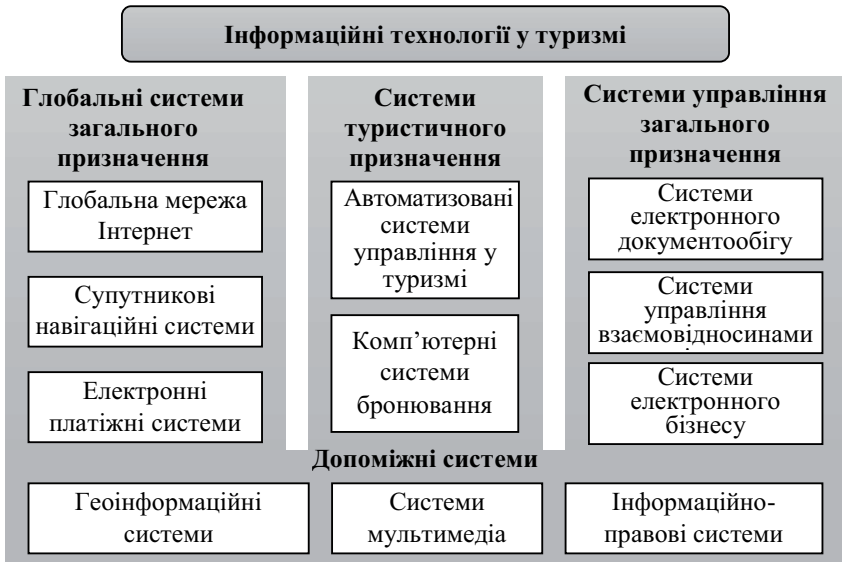 Інформаційні технології у туризмі
Глобальні системи
загального
призначення
Глобальна мережа
Інтернет
Супутникові
навігаційні системи
Електронні
платіжні системи
Системи
туристичного
призначення
Автоматизовані
системи
управління у
туризмі
Комп’ютерні
системи
бронювання
Системи управління
загального
призначення
Системи
електронного
документообігу
Системи
управління
взаємовідносинами
Системи
електронного
бізнесу
Допоміжні системи
Геоінформаційні
системи
Системи
мультимедіа
Інформаційно-
правові системи